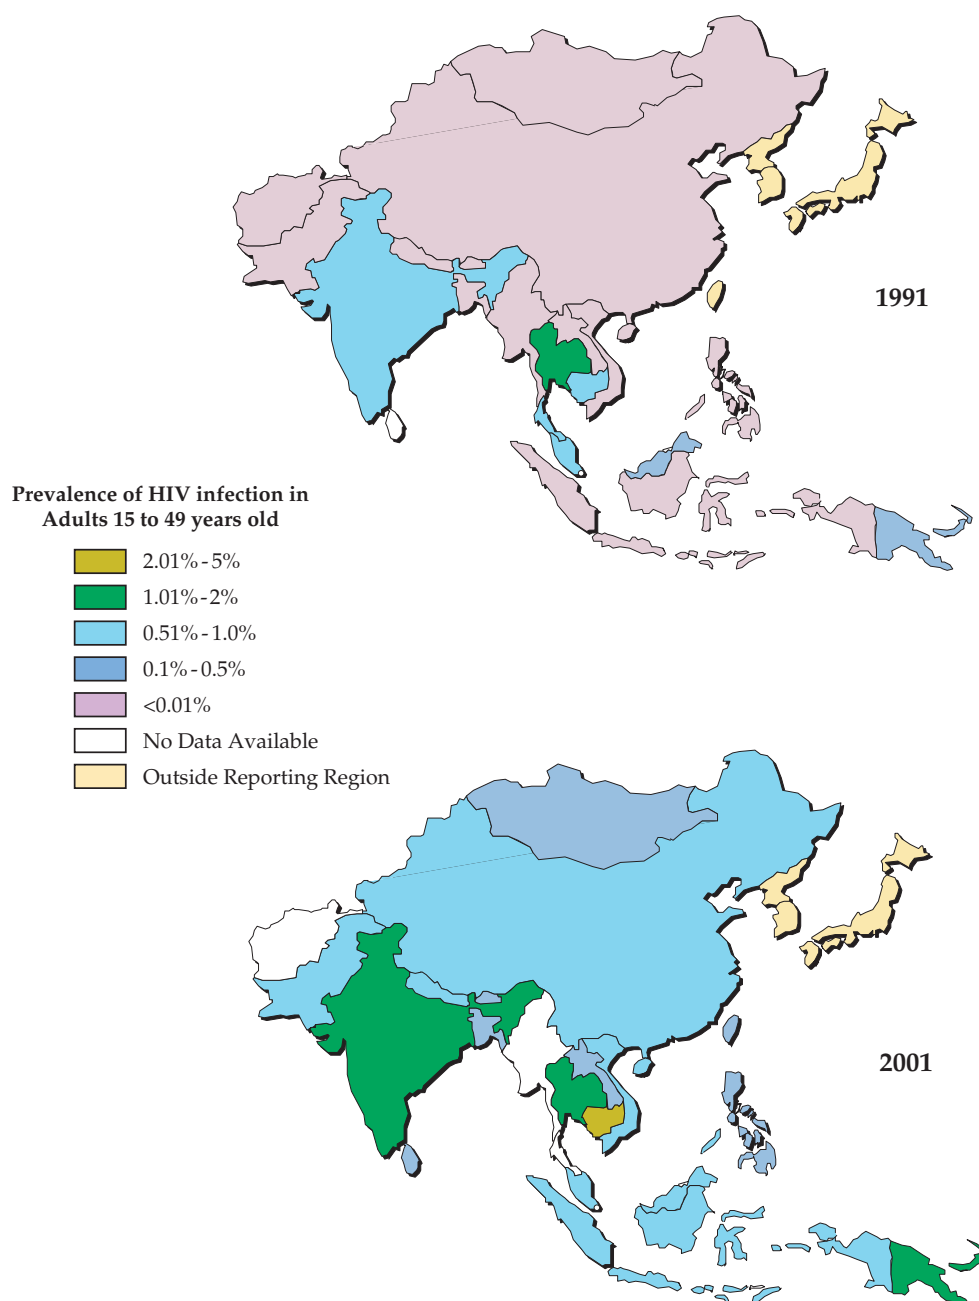 1991
Prevalence of HIV infection in
Adults 15 to 49 years old
2.01%-5%
1.01%-2%
0.51%-1.0%
0.1%-0.5%
<0.01%
No Data Available
Outside Reporting Region
2001